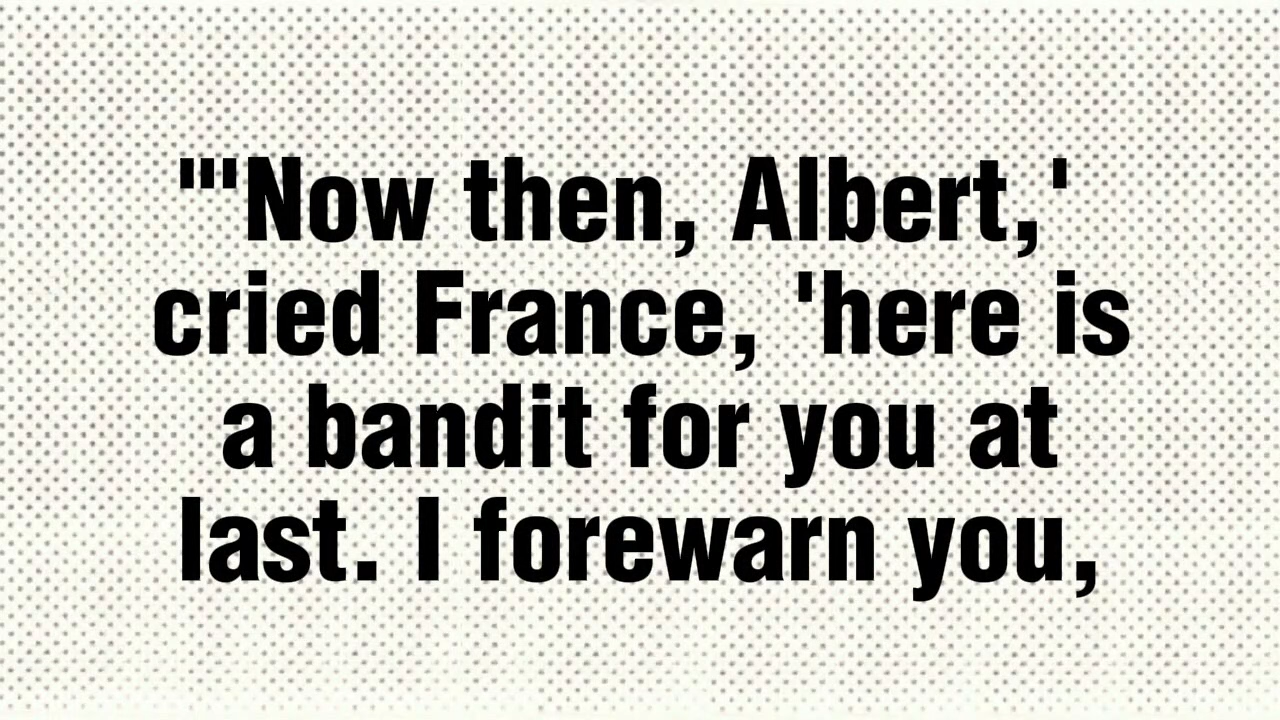 "'Now then, Albert,'
cried France, 'here is
a bandit for you at
last. I forewarn you,